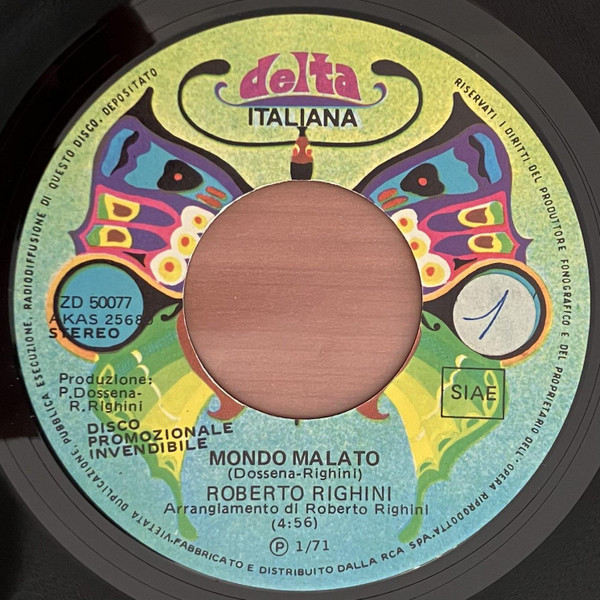 delta
ITALIANA
RISERVATI I DIRITTI DEL PRODUTTORE FONOGRAFICO E DEL PROPRIETARIO DELL'OPERA RIPRODOTTA.
VIETATA DUPLICAZIONE, PUBBLICA ESECUZIONE, RADIODIFFUSIONE DI QUESTO DISCO. DEPOSITATO
ZD 50077
AKAS 2568
STEREO
1
SIAE
Produzione:
P.Dossena-
R.Righini
DISCO
PROMOZIONALE
INVENDIBILE
MONDO MALATO
(Dossena-Righini)
ROBERTO RIGHINI
Arrangiamento di Roberto Righini
(4:56)
Ⓟ 1/71
FABBRICATO E DISTRIBUITO DALLA RCA S.P.A.